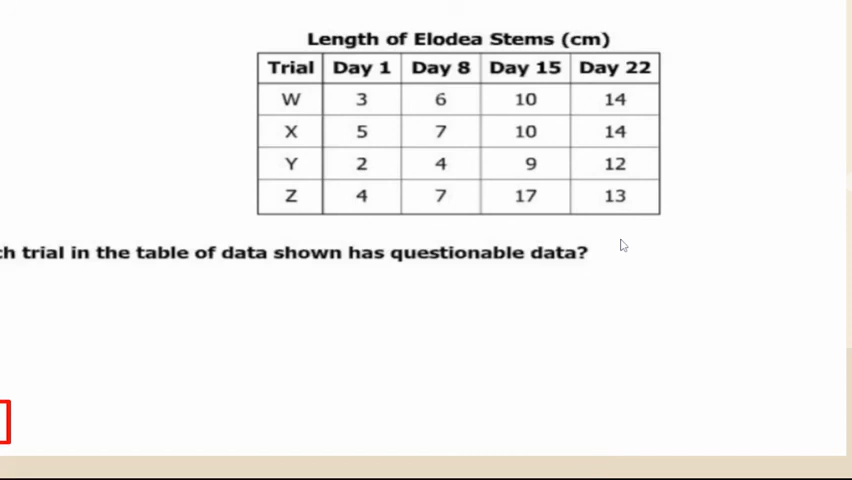 Length of Elodea Stems (cm)
Trial Day 1 Day 8 Day 15 Day 22
W 3 6 10 14
X 5 7 10 14
Y 2 4 9 12
Z 4 7 17 13
trial in the table of data shown has questionable data?